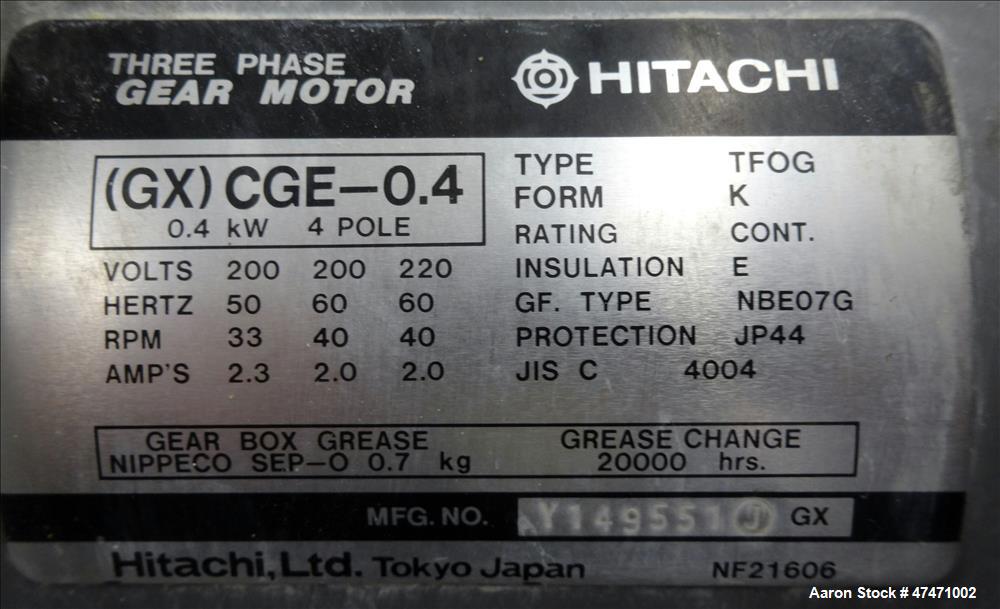 THREE PHASE
GEAR MOTOR
HITACHI
(GX) CGE-0.4
0.4 kW 4 POLE
VOLTS 200 200 220
HERTZ 50 60 60
RPM 33 40 40
AMP'S 2.3 2.0 2.0
TYPE TFOG
FORM K
RATING CONT.
INSULATION E
GF. TYPE NBE07G
PROTECTION JP44
JIS C 4004
GEAR BOX GREASE
NIPPECO SEP-O 0.7 kg
GREASE CHANGE
20000 hrs.
MFG. NO. Y149551 J GX
Hitachi, Ltd. Tokyo Japan
NF21606
Aaron Stock # 47471002